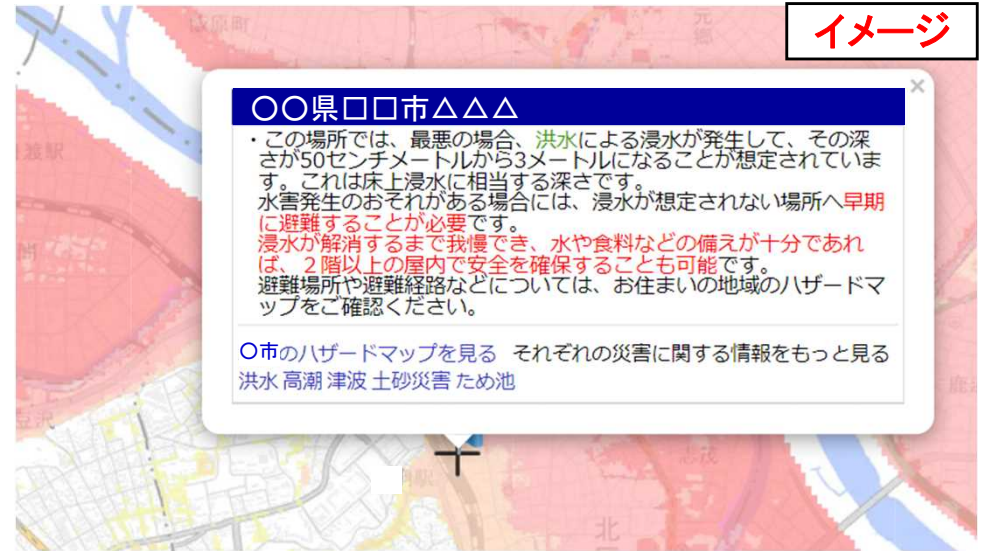 イメージ
○○県□□市△△△
・この場所では、最悪の場合、洪水による浸水が発生して、その深
さが50センチメートルから3メートルになることが想定されていま
す。これは床上浸水に相当する深さです。
水害発生のおそれがある場合には、浸水が想定されない場所へ早期
に避難することが必要です。
浸水が解消するまで我慢でき、水や食料などの備えが十分であれ
ば、２階以上の屋内で安全を確保することも可能です。
避難場所や避難経路などについては、お住まいの地域のハザードマ
ップをご確認ください。
○市のハザードマップを見る それぞれの災害に関する情報をもっと見る
洪水 高潮 津波 土砂災害 ため池
志茂
北